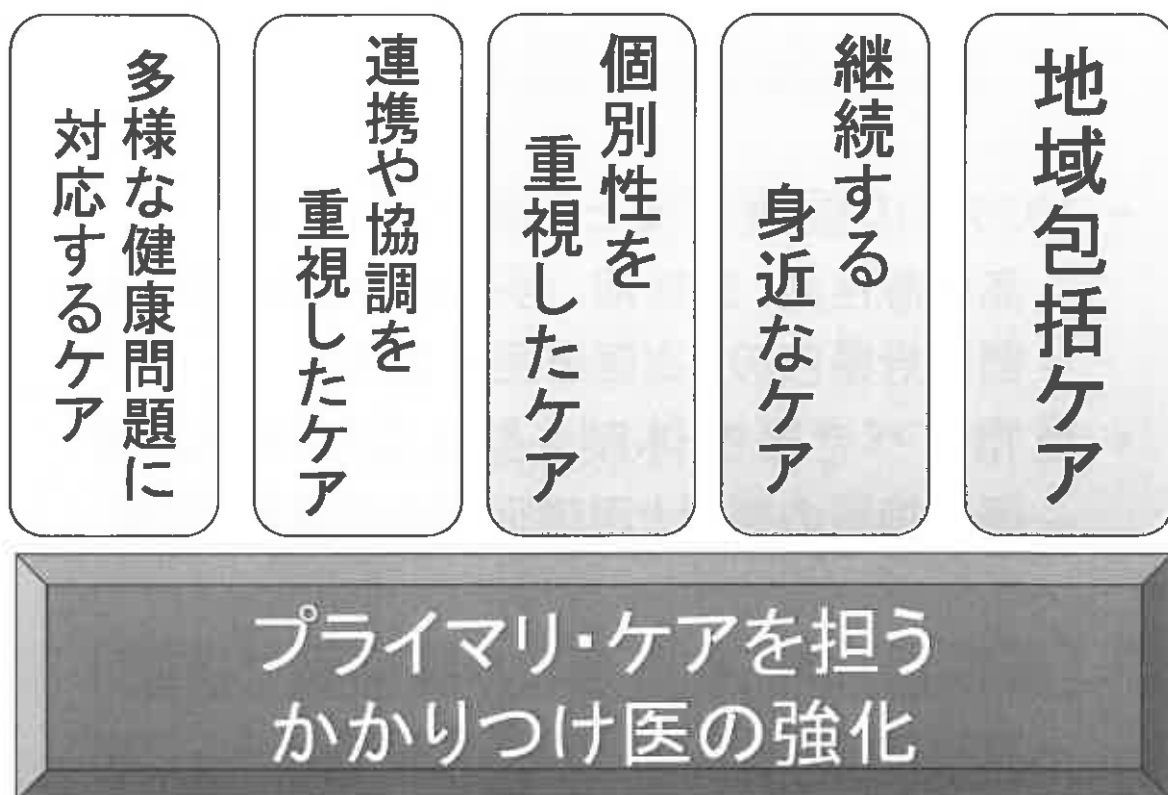 地域包括ケア
継続する
身近なケア
個別性を
重視したケア
連携や協調を
重視したケア
多様な健康問題に
対応するケア
プライマリ・ケアを担う
かかりつけ医の強化